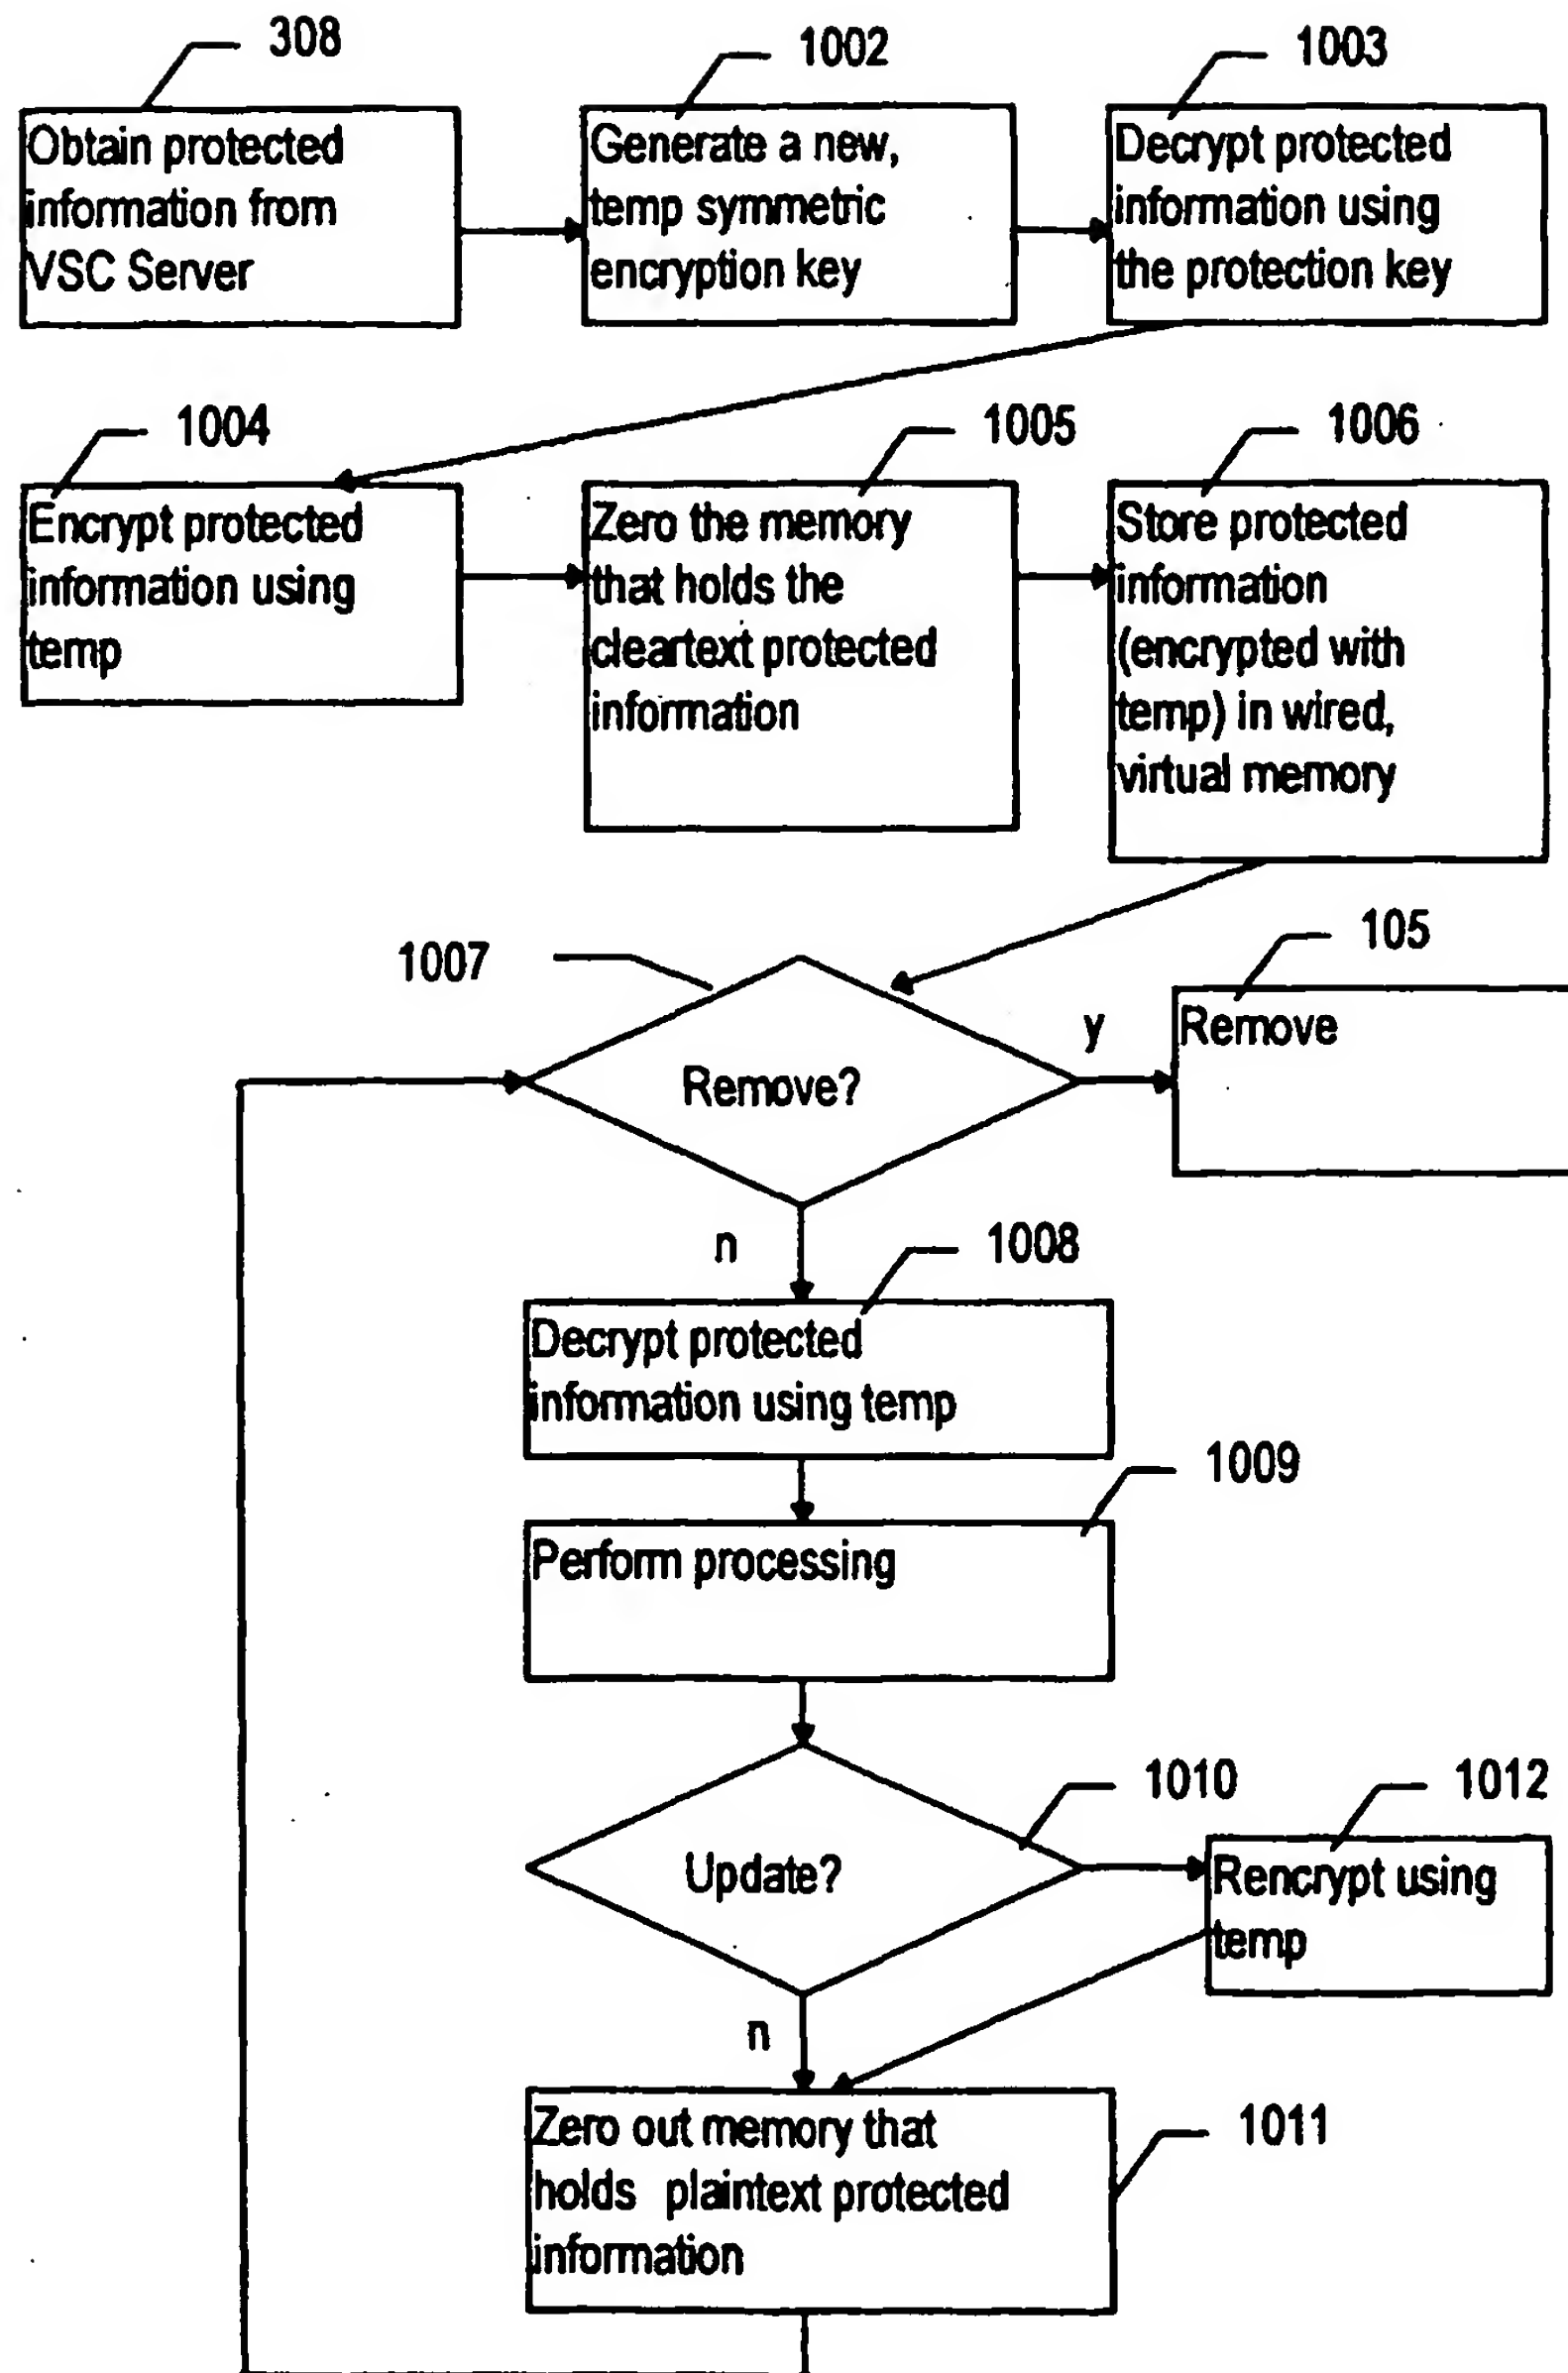 308
1002
1003
Obtain protected
information from
VSC Server
Generate a new,
temp symmetric
encryption key
Decrypt protected
information using
the protection key
1004
1005
1006
Encrypt protected
information using
temp
Zero the memory
that holds the
cleartext protected
information
Store protected
information
(encrypted with
temp) in wired,
virtual memory
1007
105
Remove?
y
Remove
n
1008
Decrypt protected
information using temp
1009
Perform processing
1010
1012
Update?
Rencrypt using
temp
n
1011
Zero out memory that
holds plaintext protected
information